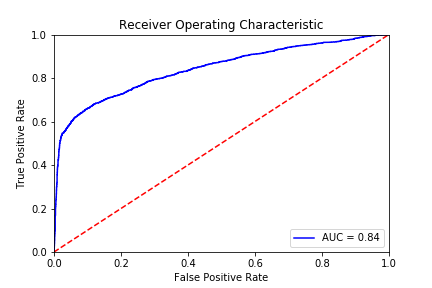 Receiver Operating Characteristic
1.0
0.8
0.6
0.4
0.2
0.0
True Positive Rate
AUC = 0.84
0.0 0.2 0.4 0.6 0.8 1.0
False Positive Rate